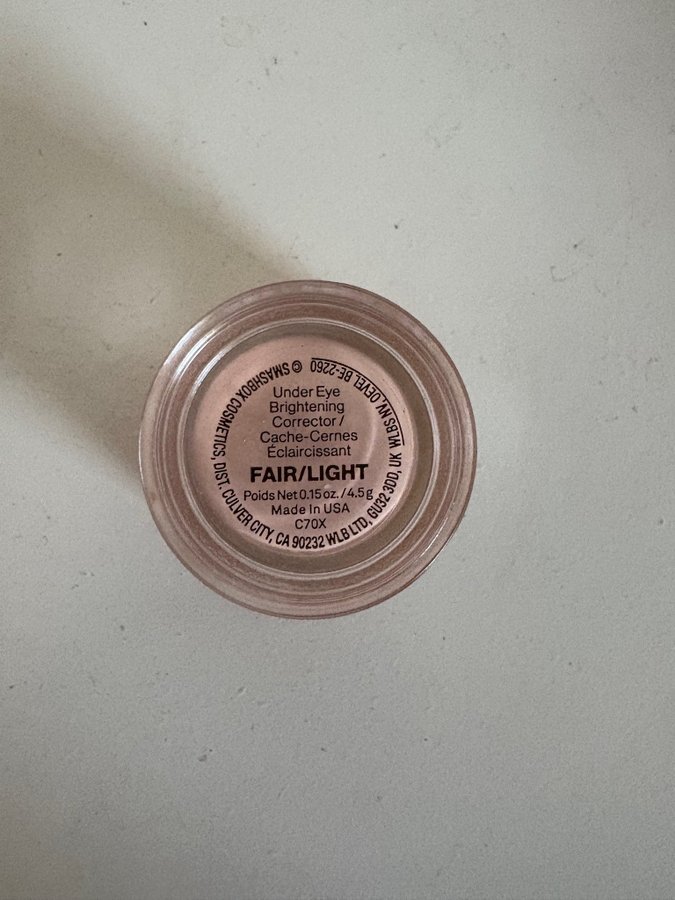 Under Eye
Brightening
Corrector /
Cache-Cernes
Éclaircissant
FAIR/LIGHT
Poids Net 0.15 oz. / 4.5 g
Made In USA
C70X
© SMASHBOX COSMETICS, DIST. CULVER CITY, CA 90232 WLB LTD, GU32 3DD, UK WLBS NV, OEVEL BE-2260